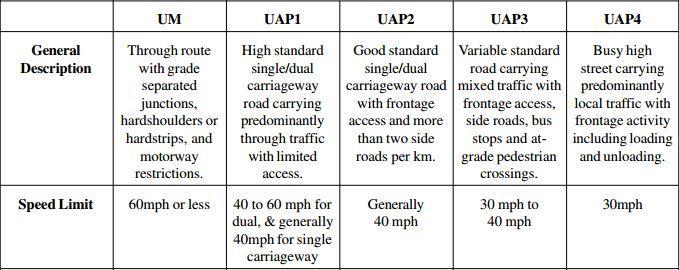 UM
UAP1
UAP2
UAP3
UAP4
General
Description
Through route
with grade
separated
junctions,
hardshoulders or
hardstrips, and
motorway
restrictions.
High standard
single/dual
carriageway
road carrying
predominantly
through traffic
with limited
access.
Good standard
single/dual
carriageway road
with frontage
access and more
than two side
roads per km.
Variable standard
road carrying
mixed traffic with
frontage access,
side roads, bus
stops and at-
grade pedestrian
crossings.
Busy high
street carrying
predominantly
local traffic with
frontage activity
including loading
and unloading.
Speed Limit
60mph or less
40 to 60 mph for
dual, & generally
40mph for single
carriageway
Generally
40 mph
30 mph to
40 mph
30mph